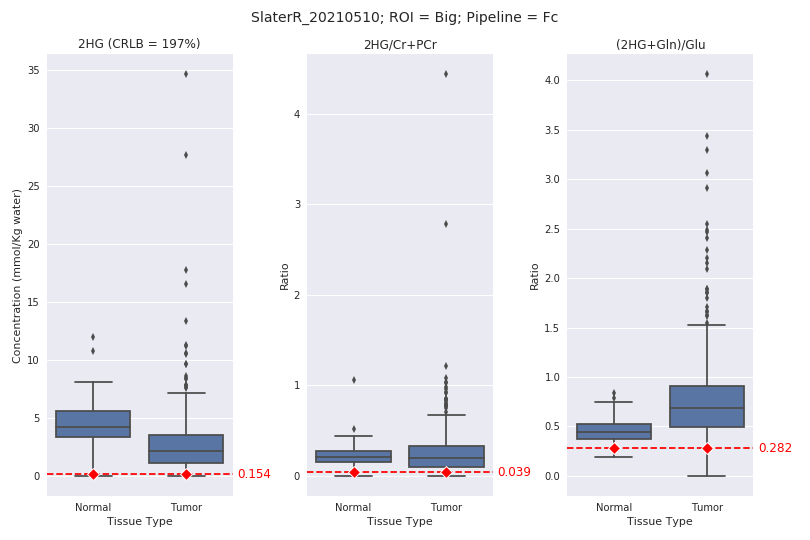 SlaterR_20210510; ROI = Big; Pipeline = Fc
2HG (CRLB = 197%)
35
30
25
20
15
10
5
0
Concentration (mmol/Kg water)
0.154
Normal
Tumor
Tissue Type
2HG/Cr+PCr
4
3
2
1
0
Ratio
0.039
Normal
Tumor
Tissue Type
(2HG+Gln)/Glu
4.0
3.5
3.0
2.5
2.0
1.5
1.0
0.5
0.0
Ratio
0.282
Normal
Tumor
Tissue Type